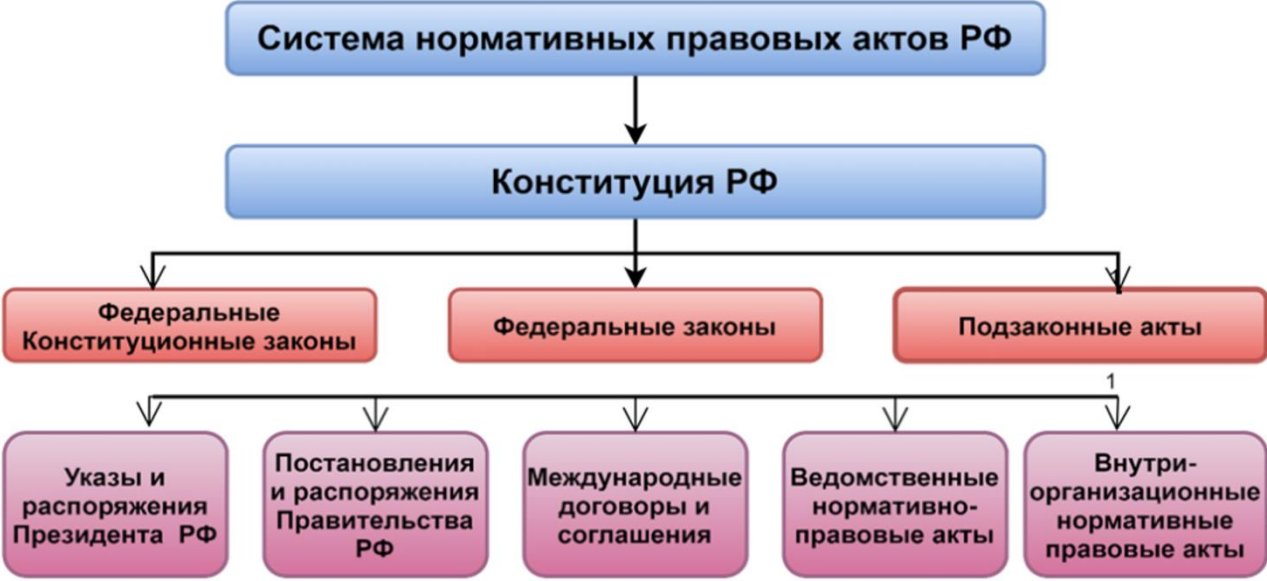 Система нормативных правовых актов РФ
Конституция РФ
Федеральные
Конституционные законы
Федеральные законы
Подзаконные акты
1
Указы и
распоряжения
Президента РФ
Постановления
и распоряжения
Правительства
РФ
Международные
договоры и
соглашения
Ведомственные
нормативно-
правовые акты
Внутри-
организационные
нормативные
правовые акты